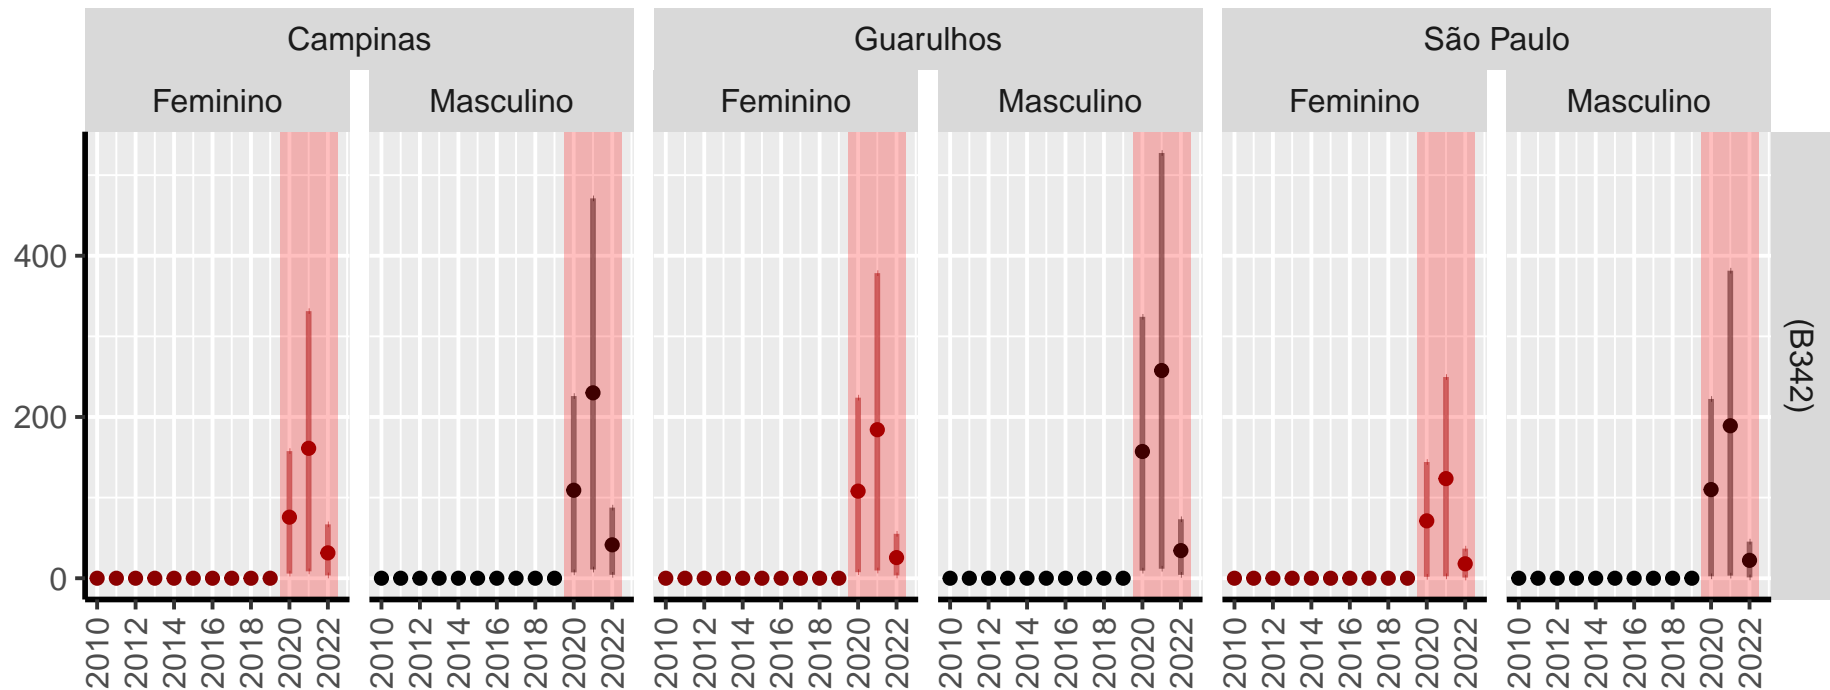 Campinas Guarulhos São Paulo
Feminino Masculino Feminino Masculino Feminino Masculino
400
200
0
(B342)
2010 2012 2014 2016 2018 2020 2022 2010 2012 2014 2016 2018 2020 2022 2010 2012 2014 2016 2018 2020 2022 2010 2012 2014 2016 2018 2020 2022 2010 2012 2014 2016 2018 2020 2022 2010 2012 2014 2016 2018 2020 2022